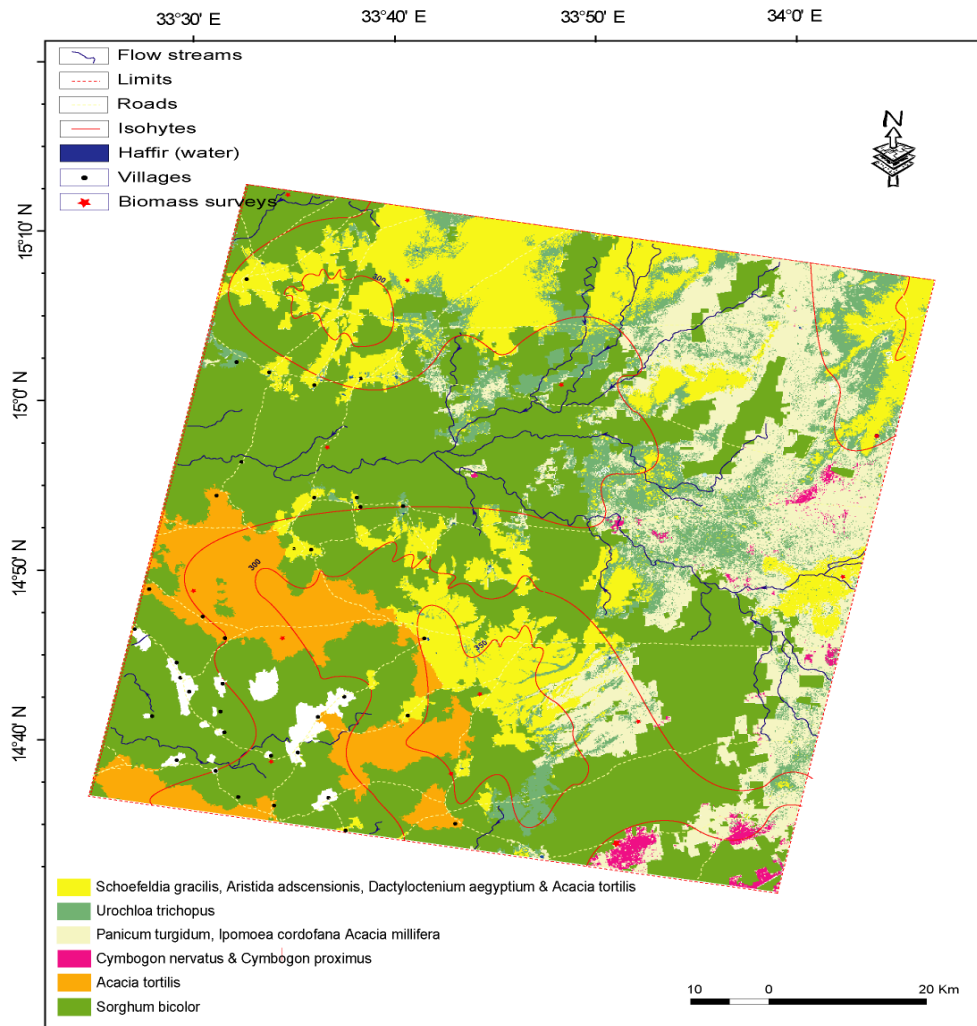 33°30' E 33°40' E 33°50' E 34°0' E
Flow streams
Limits
Roads
Isohytes
Haffir (water)
Villages
Biomass surveys
N
15°10' N
15°0' N
14°50' N
14°40' N
300
300
350
Schoefeldia gracilis, Aristida adscensionis, Dactyloctenium aegyptium & Acacia tortilis
Urochloa trichopus
Panicum turgidum, Ipomoea cordofana Acacia millifera
Cymbogon nervatus & Cymbogon proximus
Acacia tortilis
Sorghum bicolor
10 0 20 Km